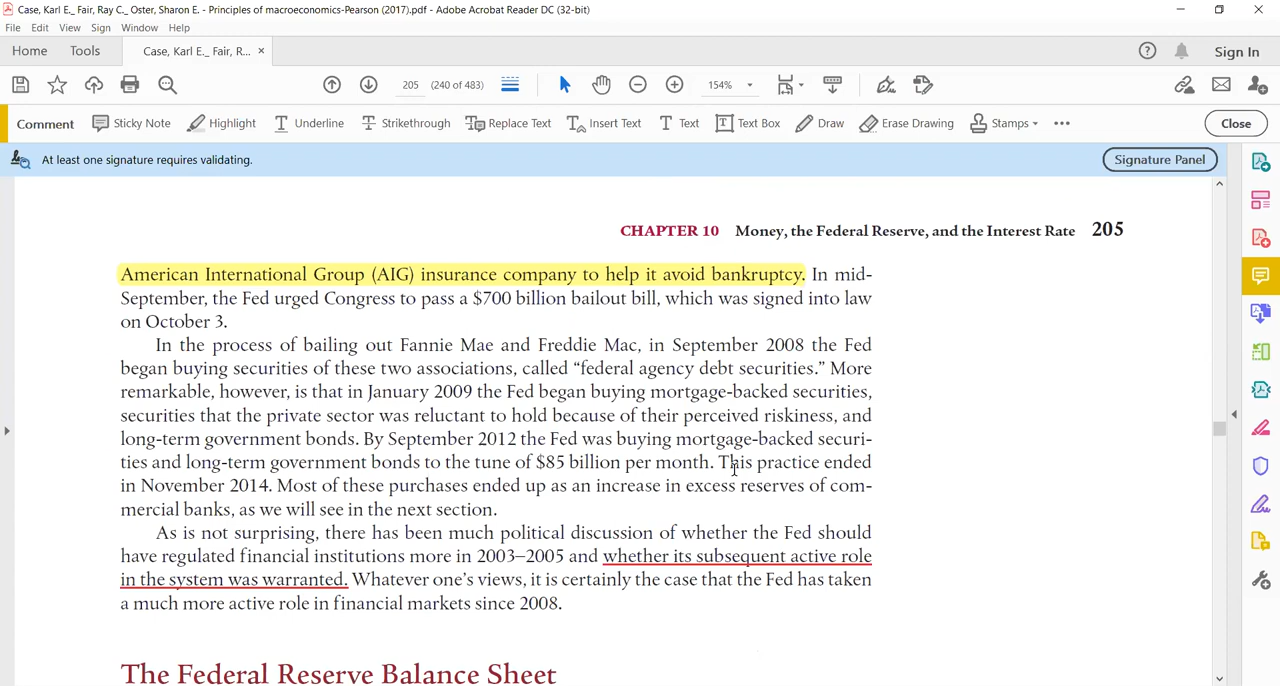 Case, Karl E._ Fair, Ray C._ Oster, Sharon E. - Principles of macroeconomics-Pearson (2017).pdf - Adobe Acrobat Reader DC (32-bit)
File Edit View Sign Window Help
Home Tools Case, Karl E._ Fair, R... × Sign In
205 (240 of 483) 154%
Comment Sticky Note Highlight Underline Strikethrough Replace Text Insert Text Text Text Box Draw Erase Drawing Stamps Close
At least one signature requires validating. Signature Panel
CHAPTER 10 Money, the Federal Reserve, and the Interest Rate 205
American International Group (AIG) insurance company to help it avoid bankruptcy. In mid-
September, the Fed urged Congress to pass a $700 billion bailout bill, which was signed into law
on October 3.
In the process of bailing out Fannie Mae and Freddie Mac, in September 2008 the Fed
began buying securities of these two associations, called “federal agency debt securities.” More
remarkable, however, is that in January 2009 the Fed began buying mortgage-backed securities,
securities that the private sector was reluctant to hold because of their perceived riskiness, and
long-term government bonds. By September 2012 the Fed was buying mortgage-backed securi-
ties and long-term government bonds to the tune of $85 billion per month. This practice ended
in November 2014. Most of these purchases ended up as an increase in excess reserves of com-
mercial banks, as we will see in the next section.
As is not surprising, there has been much political discussion of whether the Fed should
have regulated financial institutions more in 2003–2005 and whether its subsequent active role
in the system was warranted. Whatever one’s views, it is certainly the case that the Fed has taken
a much more active role in financial markets since 2008.
The Federal Reserve Balance Sheet